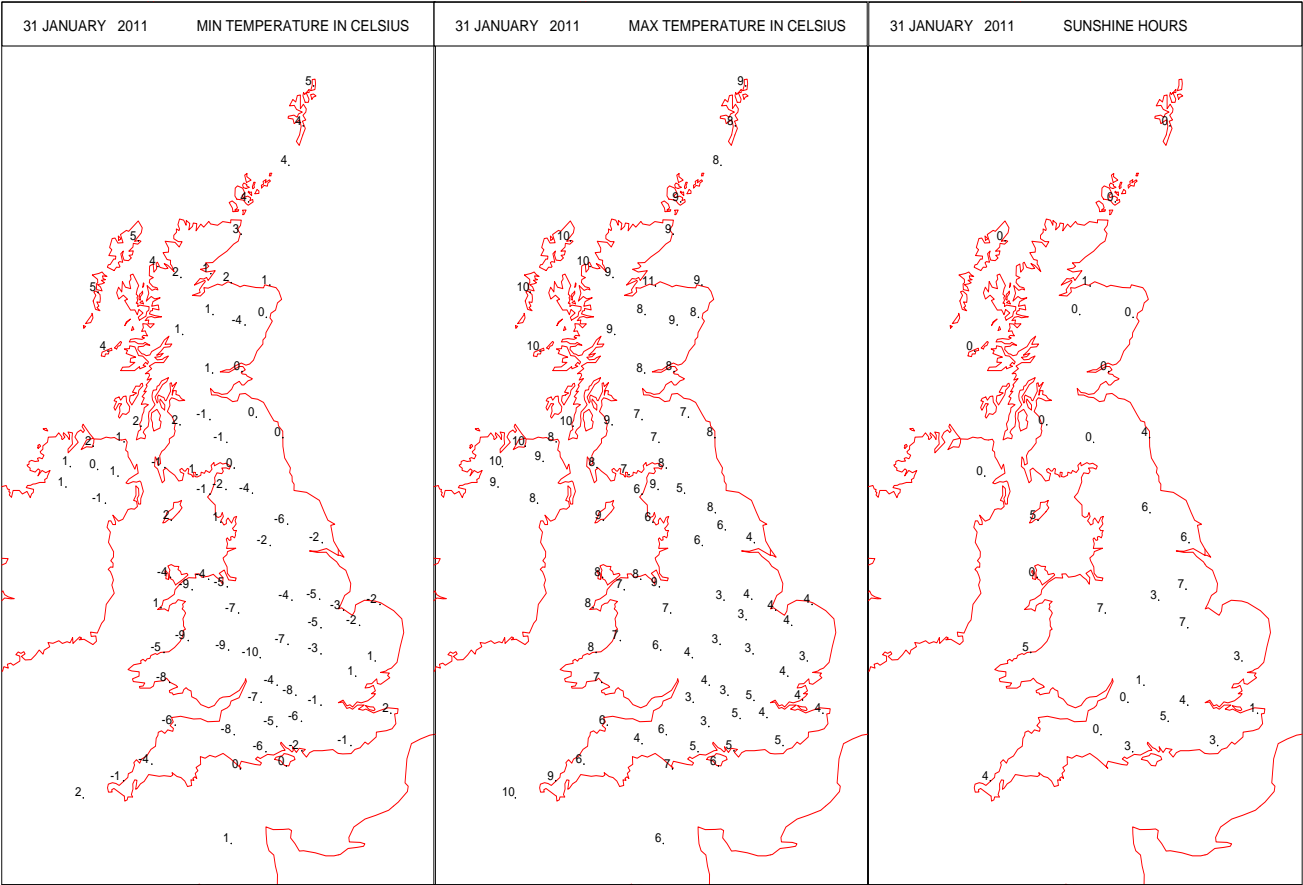 31 JANUARY 2011 MIN TEMPERATURE IN CELSIUS
5.
4.
4.
4.
3.
5.
4.
2. 1.
2. 1.
5.
1. -4. 0.
1.
4.
1. 0.
-1. 0.
2. 2.
2. 1. -1. 0.
1. 0. 1. -1. 1. 0.
1. -1. -1. -2. -4.
2. 1. -6.
-2. -2.
-4. -9. -4. -5.
1. -7. -4. -5. -3. -2.
-5. -2.
-9. -5. -9. -10. -7. -3. 1.
-8. -4. 1.
-7. -8. -1. 2.
-6. -8. -5. -6.
-4. -6. -2. -1.
-1. 0. 0.
2.
1.
31 JANUARY 2011 MAX TEMPERATURE IN CELSIUS
9.
8.
8.
9.
9.
10.
10. 9.
11. 9.
10.
8. 9. 8.
9.
10.
8. 8.
7. 7.
10. 9.
10. 8. 7. 8.
10. 9. 8. 7. 8.
9. 8. 6. 9. 5.
9. 6. 8.
6. 6. 4.
8. 7. 8. 9.
8. 7. 3. 4. 4. 4.
3. 4.
7. 8. 6. 4. 3. 3. 3.
7. 4. 4.
3. 3. 5. 4. 4.
6. 6. 3. 5. 4.
4. 5. 5. 5.
6. 7. 6.
9.
10.
6.
31 JANUARY 2011 SUNSHINE HOURS
0.
0.
0.
1.
0. 0.
0.
0.
0. 4.
0.
0.
5. 6.
6.
0. 7.
3.
7. 7.
5. 3.
1.
0. 4. 1.
0. 5. 3.
3.
4.